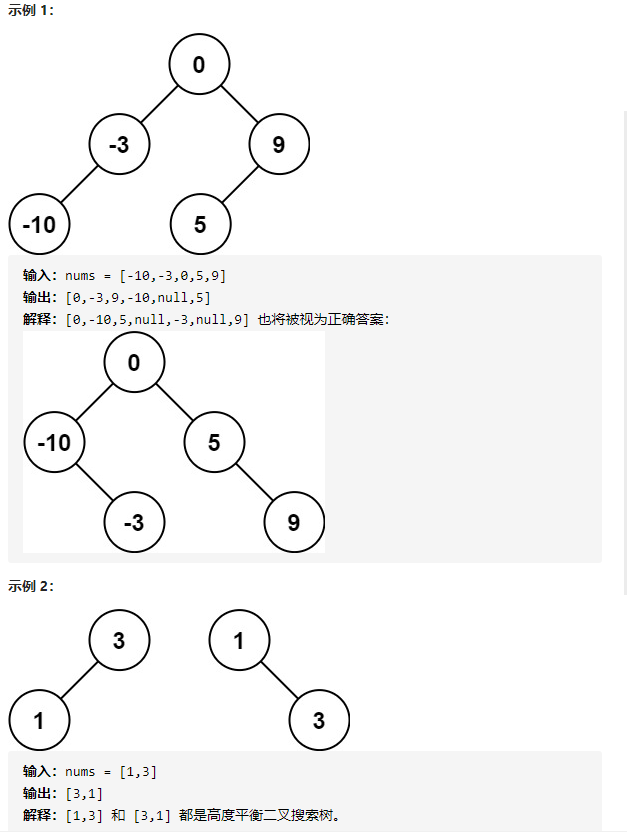 示例 1：
0
-3 9
-10 5
输入：nums = [-10,-3,0,5,9]
输出：[0,-3,9,-10,null,5]
解释：[0,-10,5,null,-3,null,9] 也将被视为正确答案：
0
-10 5
-3 9
示例 2：
3 1
1 3
输入：nums = [1,3]
输出：[3,1]
解释：[1,3] 和 [3,1] 都是高度平衡二叉搜索树。